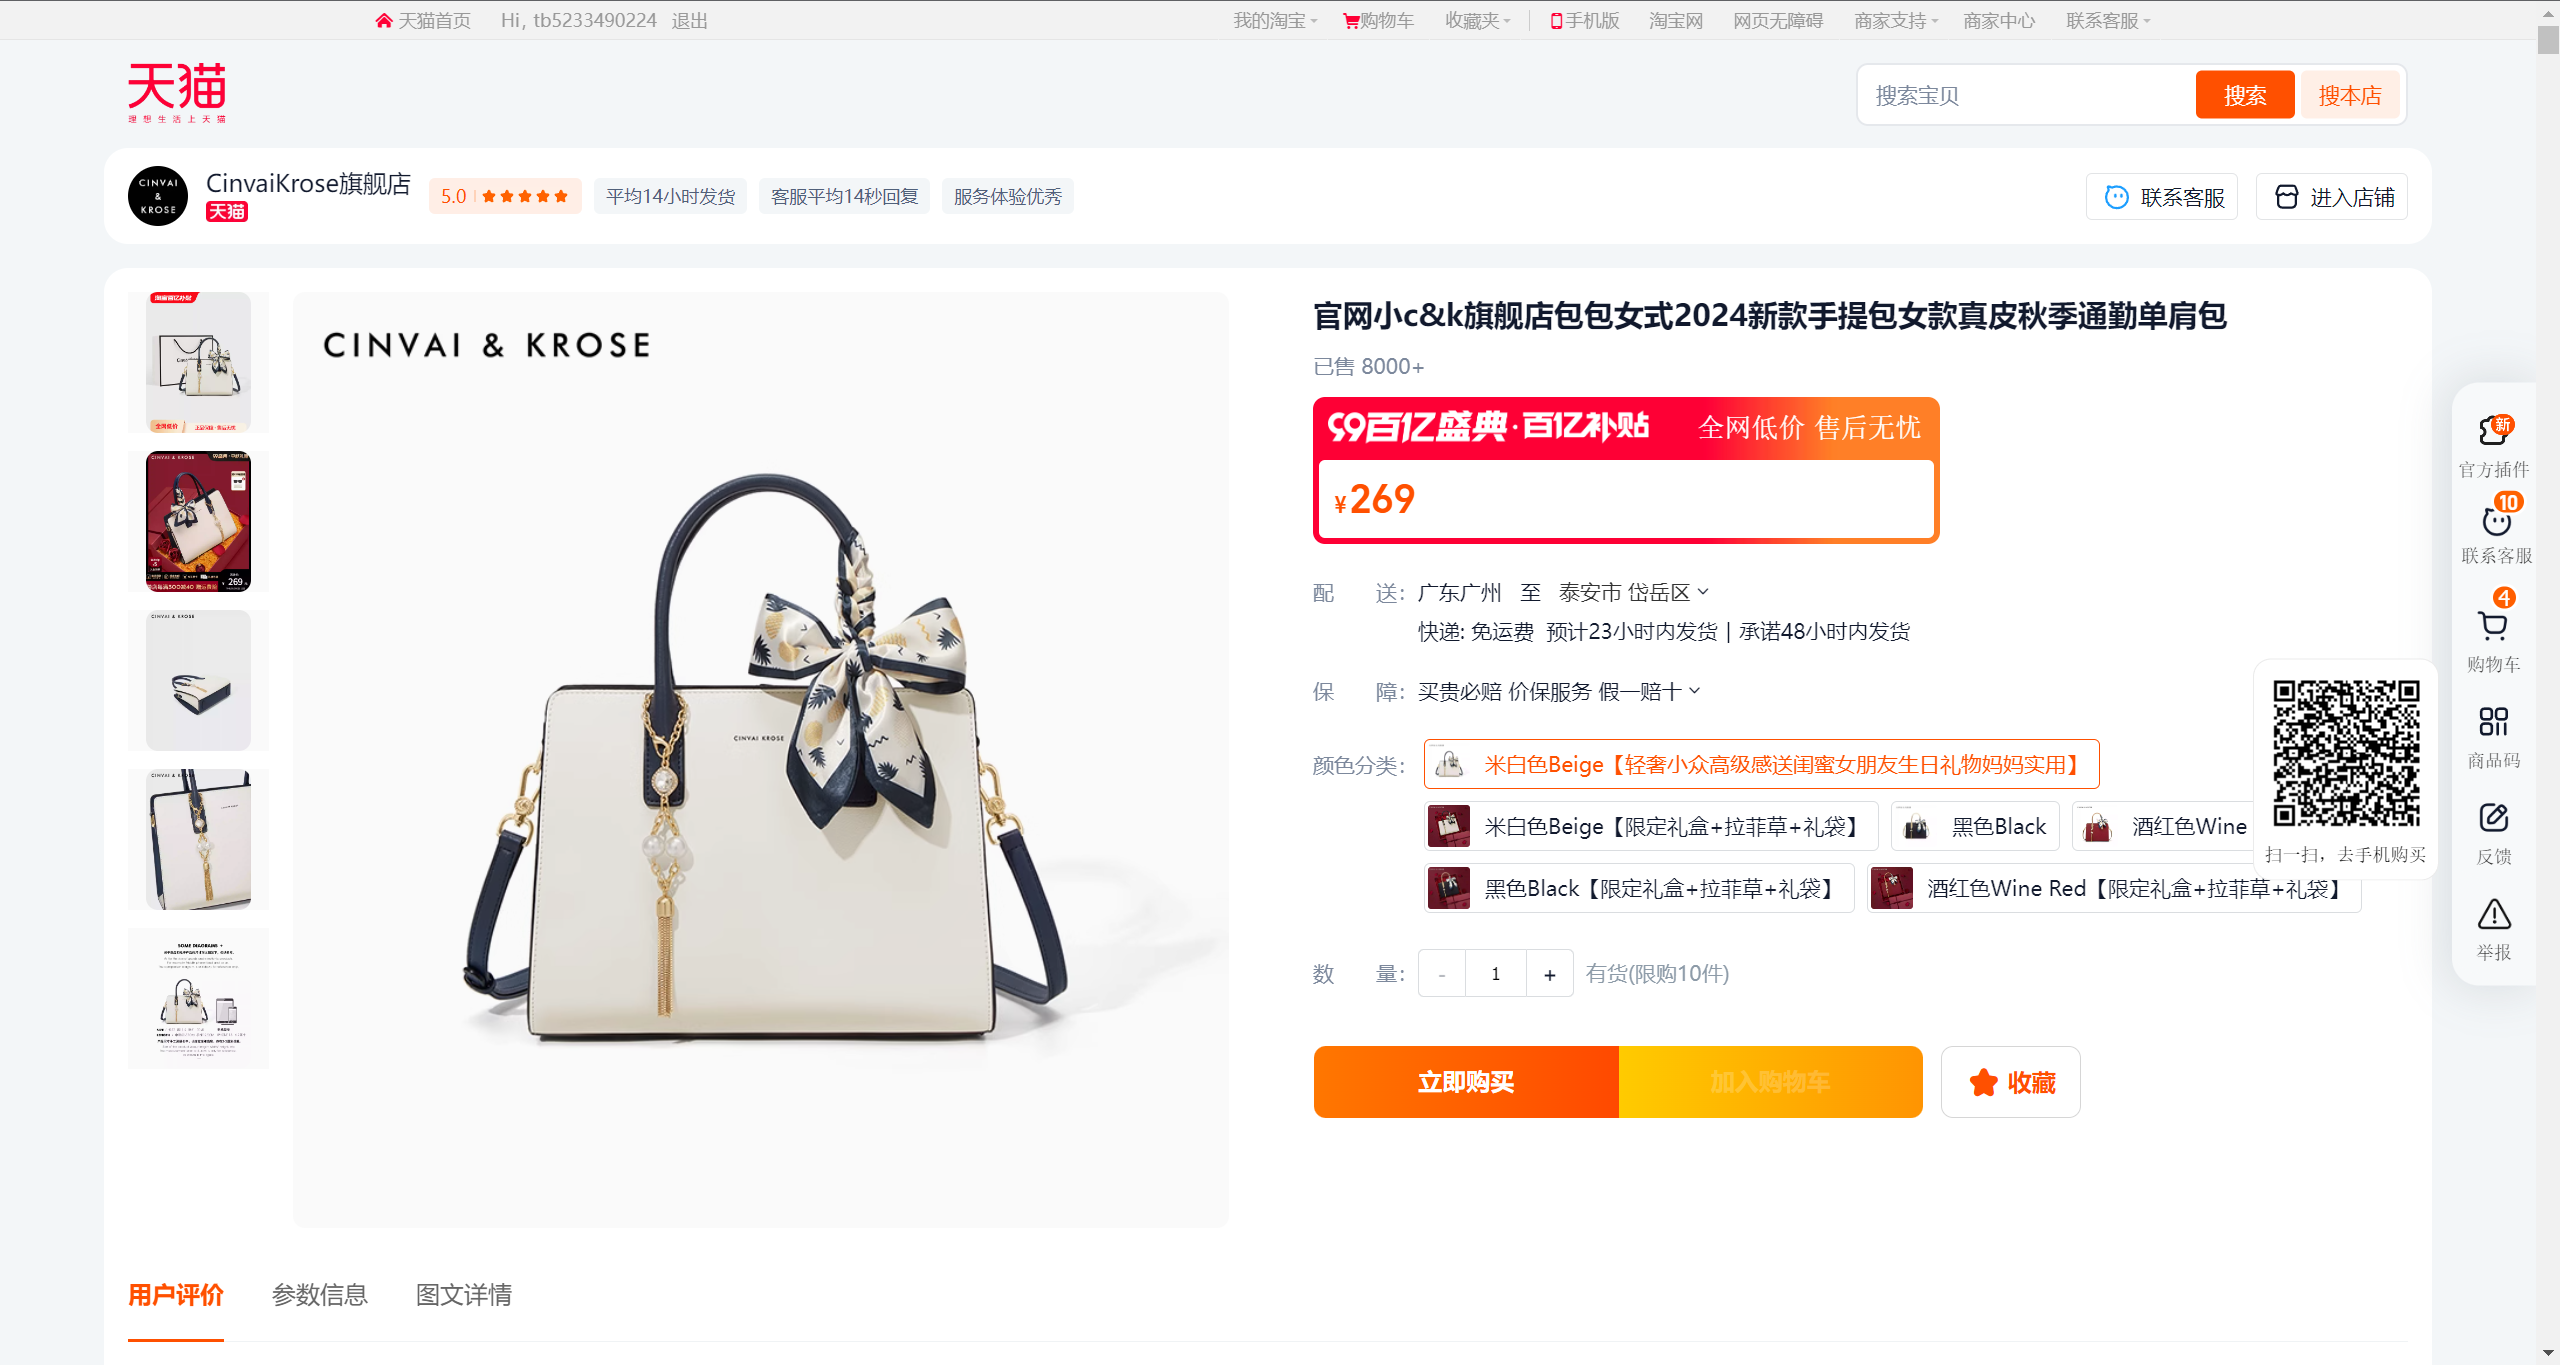 天猫首页
Hi，tb5233490224
退出
我的淘宝
购物车
收藏夹
手机版
淘宝网
网页无障碍
商家支持
商家中心
联系客服
天猫
理想生活上天猫
搜索宝贝
搜索
搜本店
CINVAI
&
KROSE
CinvaiKrose旗舰店
天猫
5.0
平均14小时发货
客服平均14秒回复
服务体验优秀
联系客服
进入店铺
CINVAI & KROSE
CINVAI KROSE
全网低价
CINVAI & KROSE
269
CINVAI & KROSE
CINVAI & KROSE
SOME DIAGRAMS
官网小c&k旗舰店包包女式2024新款手提包女款真皮秋季通勤单肩包
已售 8000+
99百亿盛典·百亿补贴
全网低价 售后无忧
¥269
配送：
广东广州 至 泰安市 岱岳区
快递: 免运费 预计23小时内发货 | 承诺48小时内发货
保障：
买贵必赔 价保服务 假一赔十
颜色分类：
米白色Beige【轻奢小众高级感送闺蜜女朋友生日礼物妈妈实用】
米白色Beige【限定礼盒+拉菲草+礼袋】
黑色Black
酒红色Wine
黑色Black【限定礼盒+拉菲草+礼袋】
酒红色Wine Red【限定礼盒+拉菲草+礼袋】
数量：
- 1 +
有货(限购10件)
立即购买
加入购物车
收藏
新
官方插件
10
联系客服
4
购物车
商品码
反馈
举报
扫一扫，去手机购买
用户评价
参数信息
图文详情